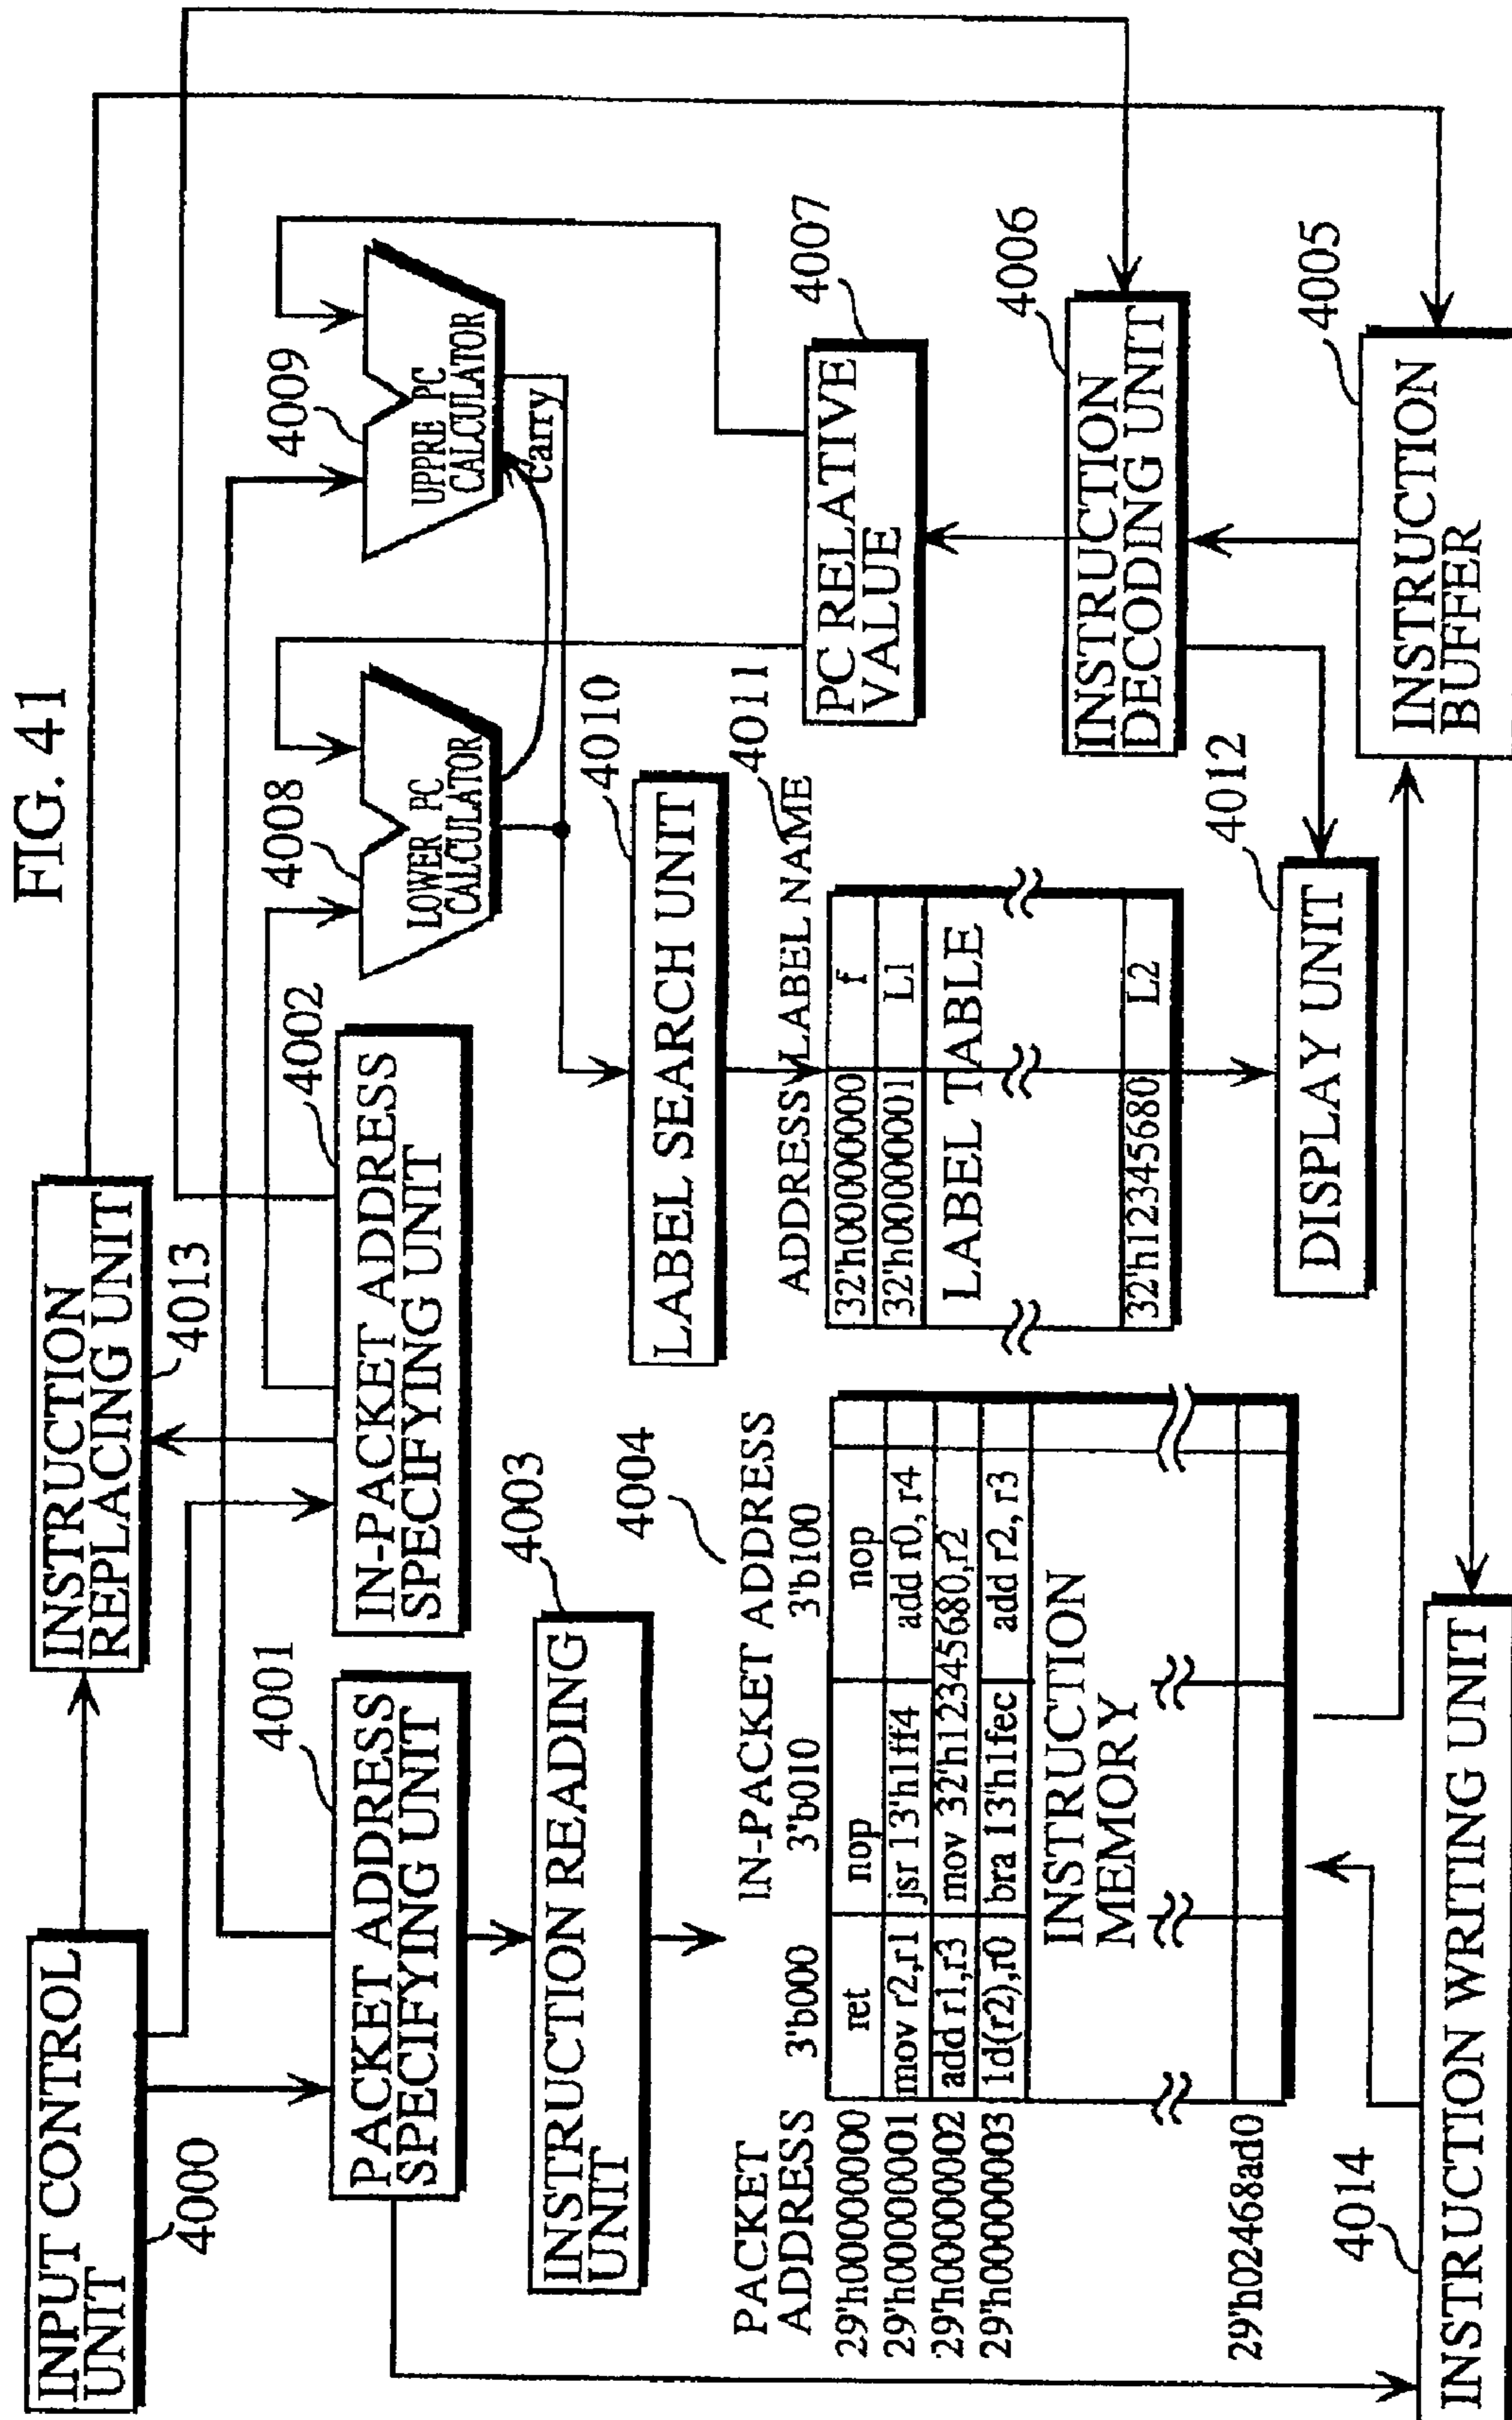 FIG. 41
INPUT CONTROL
UNIT
4000
INSTRUCTION
REPLACING UNIT
4013
PACKET ADDRESS
SPECIFYING UNIT
4001
IN-PACKET ADDRESS
SPECIFYING UNIT
4002
LOWER PC
CALCULATOR
4008
UPPRE PC
CALCULATOR
4009
Carry
INSTRUCTION READING
UNIT
4003
LABEL SEARCH UNIT
4010
PC RELATIVE
VALUE
4007
4004
PACKET
ADDRESS
IN-PACKET ADDRESS
3'b000 3'b010 3'b100
29'h00000000 ret nop nop
29'h00000001 mov r2,r1 jsr 13'h1ff4 add r0,r4
29'h00000002 add r1,r3 mov 32'h12345680,r2
29'h00000003 1d(r2),r0 bra 13'h1fec add r2,r3
INSTRUCTION
MEMORY
29'h02468ad0
ADDRESS LABEL NAME
4011
32'h00000000 f
32'h00000001 L1
LABEL TABLE
32'h12345680 L2
INSTRUCTION
DECODING UNIT
4006
DISPLAY UNIT
4012
INSTRUCTION
BUFFER
4005
INSTRUCTION WRITING UNIT
4014